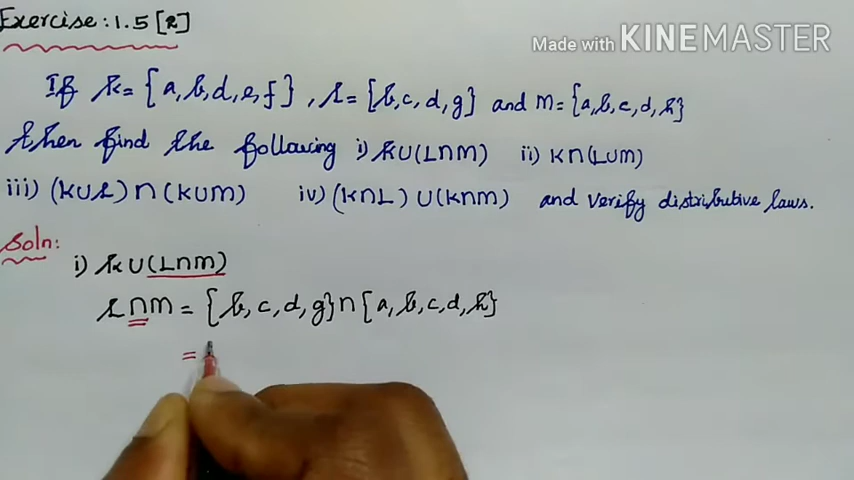 Exercise: 1.5 [2]
Made with KINEMASTER
If K = {a, b, d, e, f}, L = {b, c, d, g} and m = {a, b, c, d, h}
then find the following i) K∪(L∩m) ii) K∩(L∪m)
iii) (K∪L)∩(K∪m) iv) (K∩L)∪(K∩m) and verify distributive laws.
Soln:
i) K∪(L∩m)
L∩m = {b, c, d, g}∩{a, b, c, d, h}
=